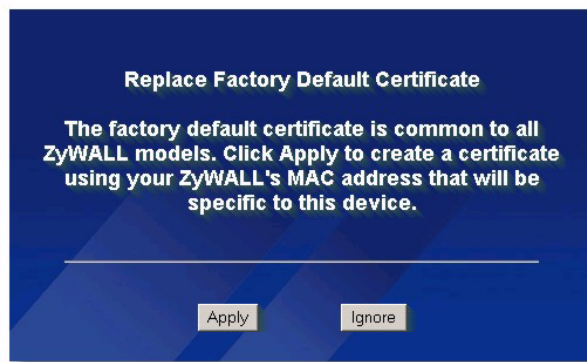 Replace Factory Default Certificate
The factory default certificate is common to all
ZyWALL models. Click Apply to create a certificate
using your ZyWALL's MAC address that will be
specific to this device.
Apply Ignore